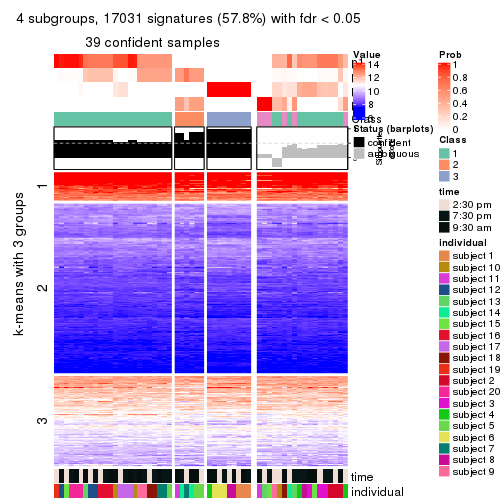 4 subgroups, 17031 signatures (57.8%) with fdr < 0.05
39 confident samples
k-means with 3 groups
1
2
3
Class
time
individual
Value
14
12
10
8
6
Status (barplots)
confident
ambiguous
Prob
1
0.8
0.6
0.4
0.2
0
Class
1
2
3
time
2:30 pm
7:30 pm
9:30 am
individual
subject 1
subject 10
subject 11
subject 12
subject 13
subject 14
subject 15
subject 16
subject 17
subject 18
subject 19
subject 2
subject 20
subject 3
subject 4
subject 5
subject 6
subject 7
subject 8
subject 9